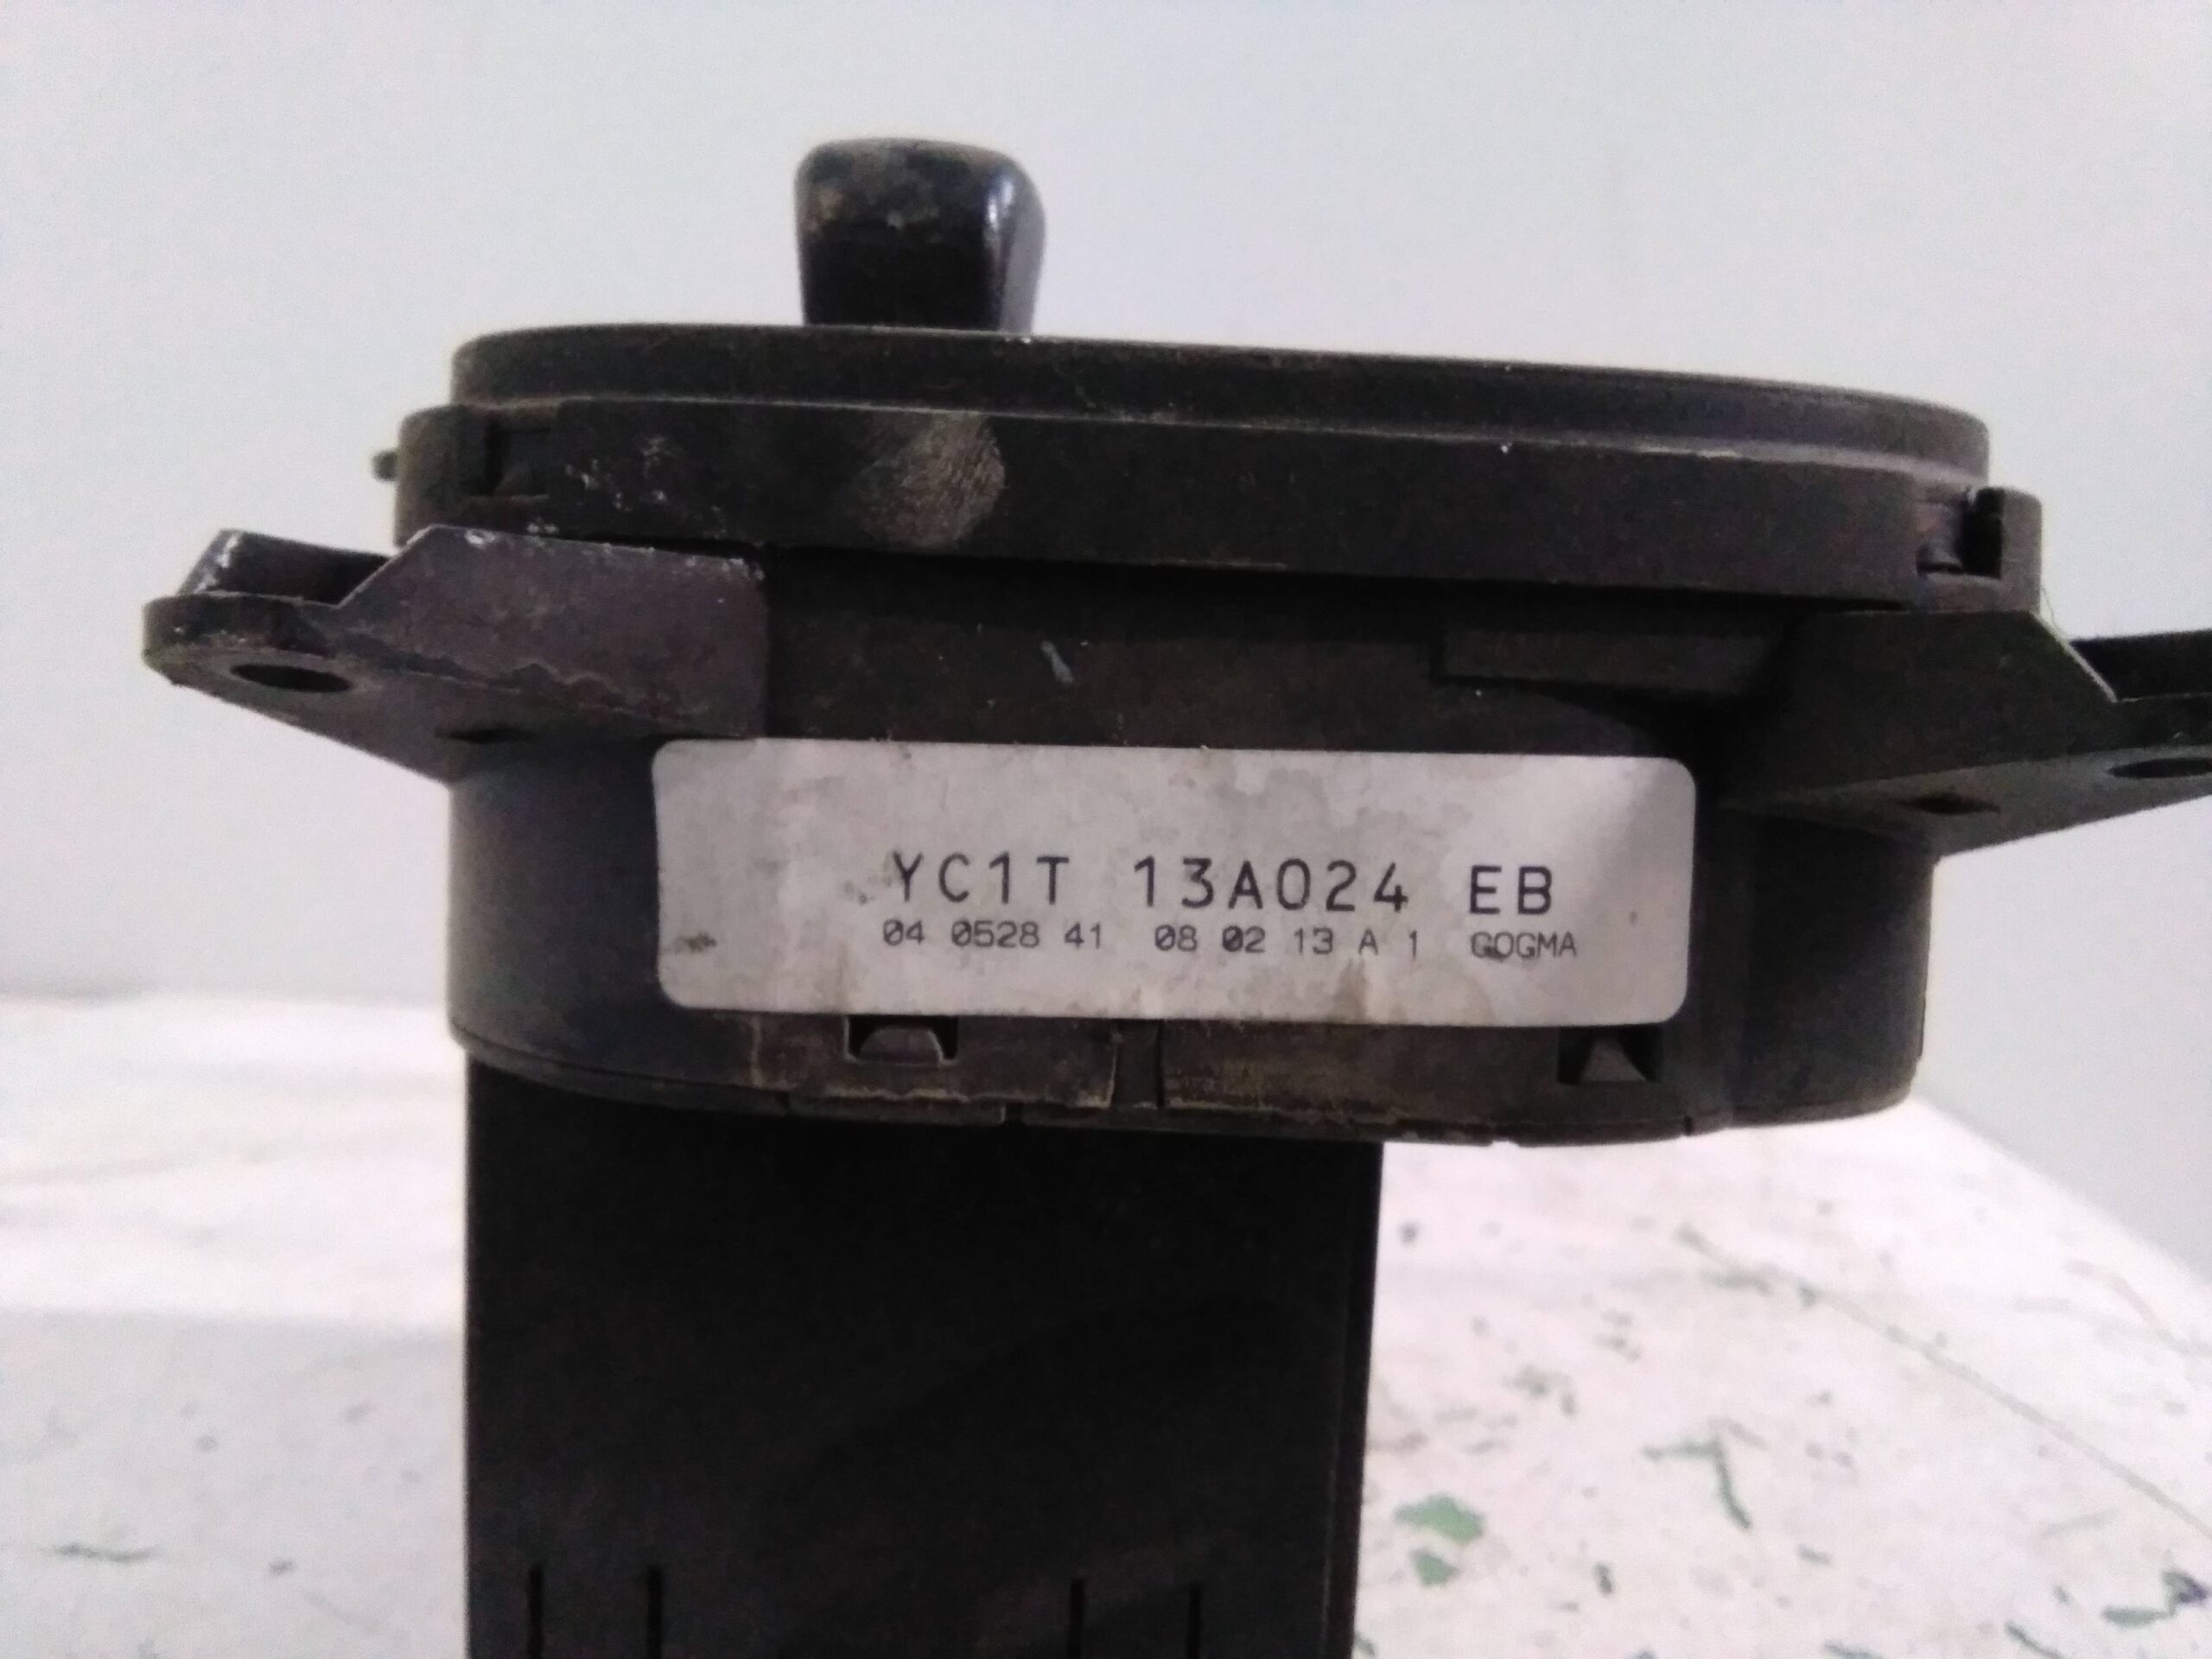 YC1T 13A024 EB
04 0528 41 08 02 13 A 1 GOGMA